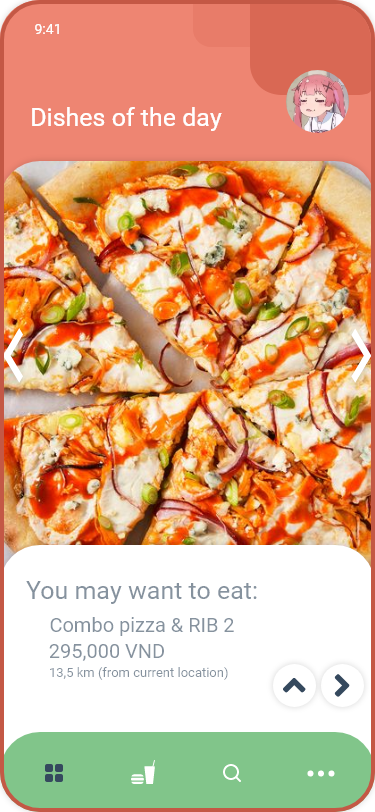 9:41
Dishes of the day
You may want to eat:
Combo pizza & RIB 2
295,000 VND
13,5 km (from current location)